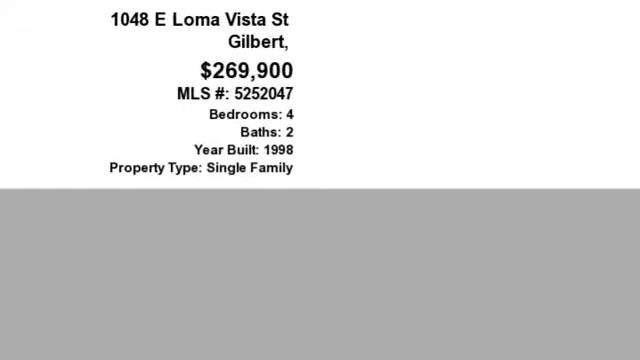 1048 E Loma Vista St
Gilbert,
$269,900
MLS #: 5252047
Bedrooms: 4
Baths: 2
Year Built: 1998
Property Type: Single Family